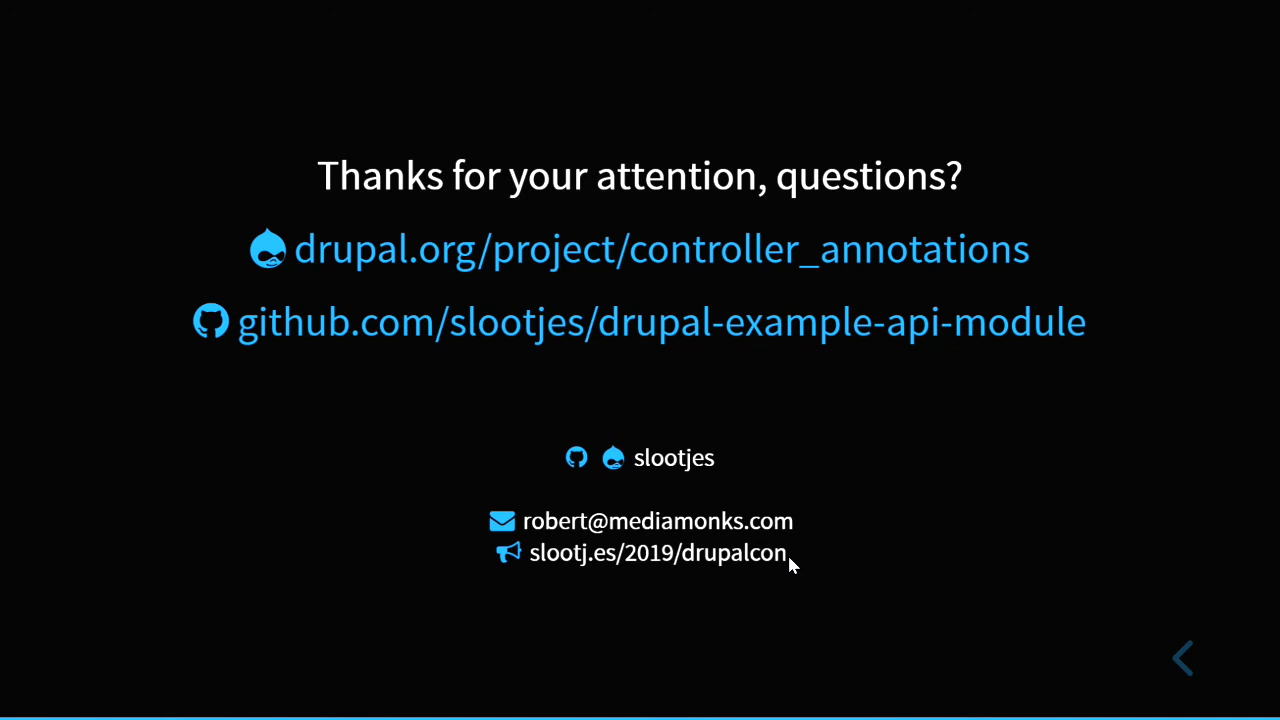 Thanks for your attention, questions?
drupal.org/project/controller_annotations
github.com/slootjes/drupal-example-api-module
slootjes
robert@mediamonks.com
slootj.es/2019/drupalcon